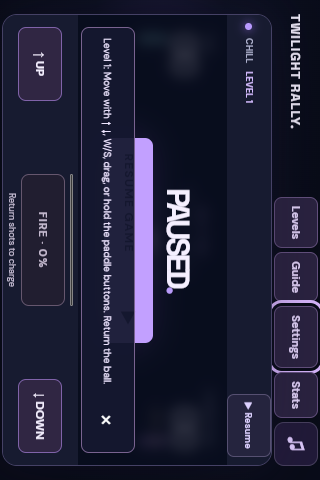 TWILIGHT RALLY.
Levels
Guide
Settings
Stats
CHILL LEVEL 1
Resume
PAUSED.
Level 1: Move with ↑ ↓, W/S, drag, or hold the paddle buttons. Return the ball. ×
↑ UP
FIRE · 0%
↓ DOWN
Return shots to charge